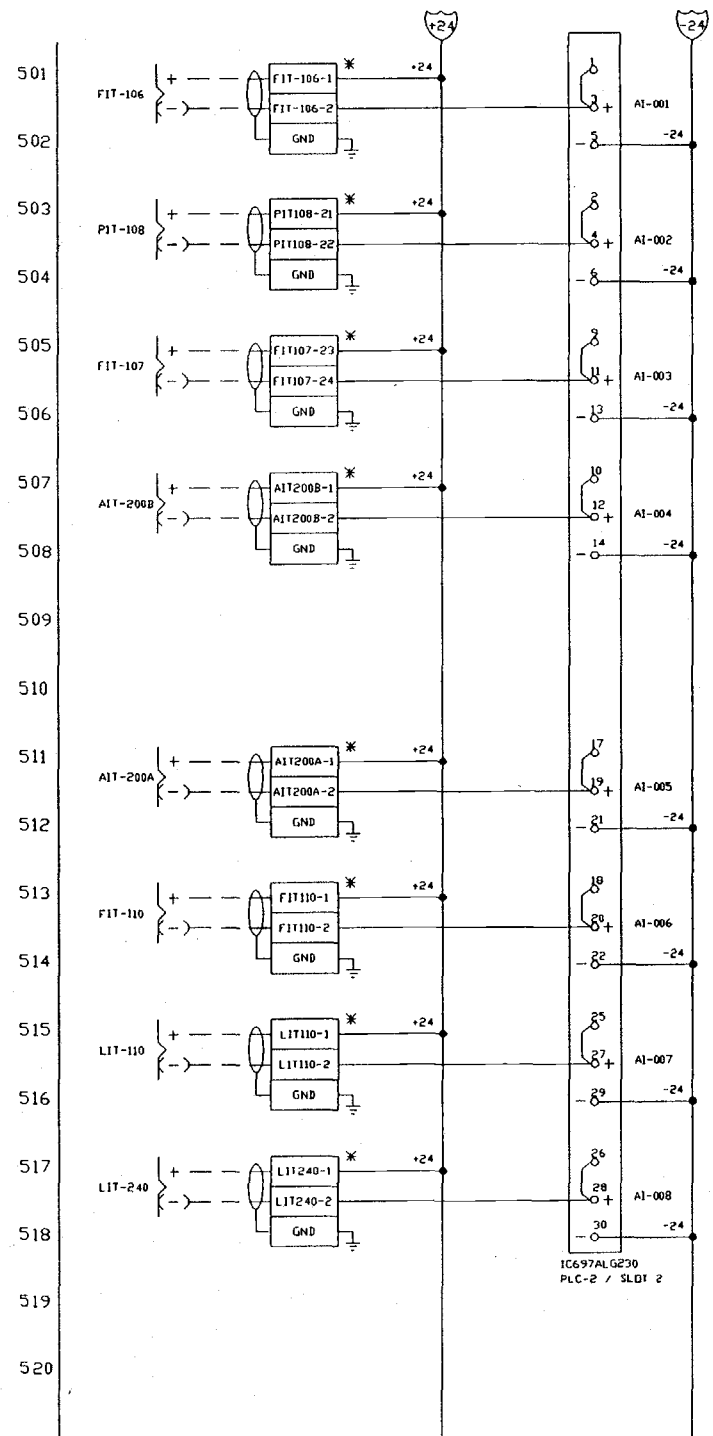 +24 -24
501 + FIT-106-1 * +24 1
FIT-106 (-) FIT-106-2 3 + AI-001
502 GND - 5 -24
503 + PIT108-21 * +24 2
PIT-108 (-) PIT108-22 4 + AI-002
504 GND - 6 -24
505 + FIT107-23 * +24 9
FIT-107 (-) FIT107-24 11 + AI-003
506 GND - 13 -24
507 + AIT200B-1 * +24 10
AIT-200B (-) AIT200B-2 12 + AI-004
508 GND - 14 -24
509
510
511 + AIT200A-1 * +24 17
AIT-200A (-) AIT200A-2 19 + AI-005
512 GND - 21 -24
513 + FIT110-1 * +24 18
FIT-110 (-) FIT110-2 20 + AI-006
514 GND - 22 -24
515 + LIT110-1 * +24 25
LIT-110 (-) LIT110-2 27 + AI-007
516 GND - 29 -24
517 + LIT240-1 * +24 26
LIT-240 (-) LIT240-2 28 + AI-008
518 GND - 30 -24
IC697ALG230
PLC-2 / SLOT 2
519
520